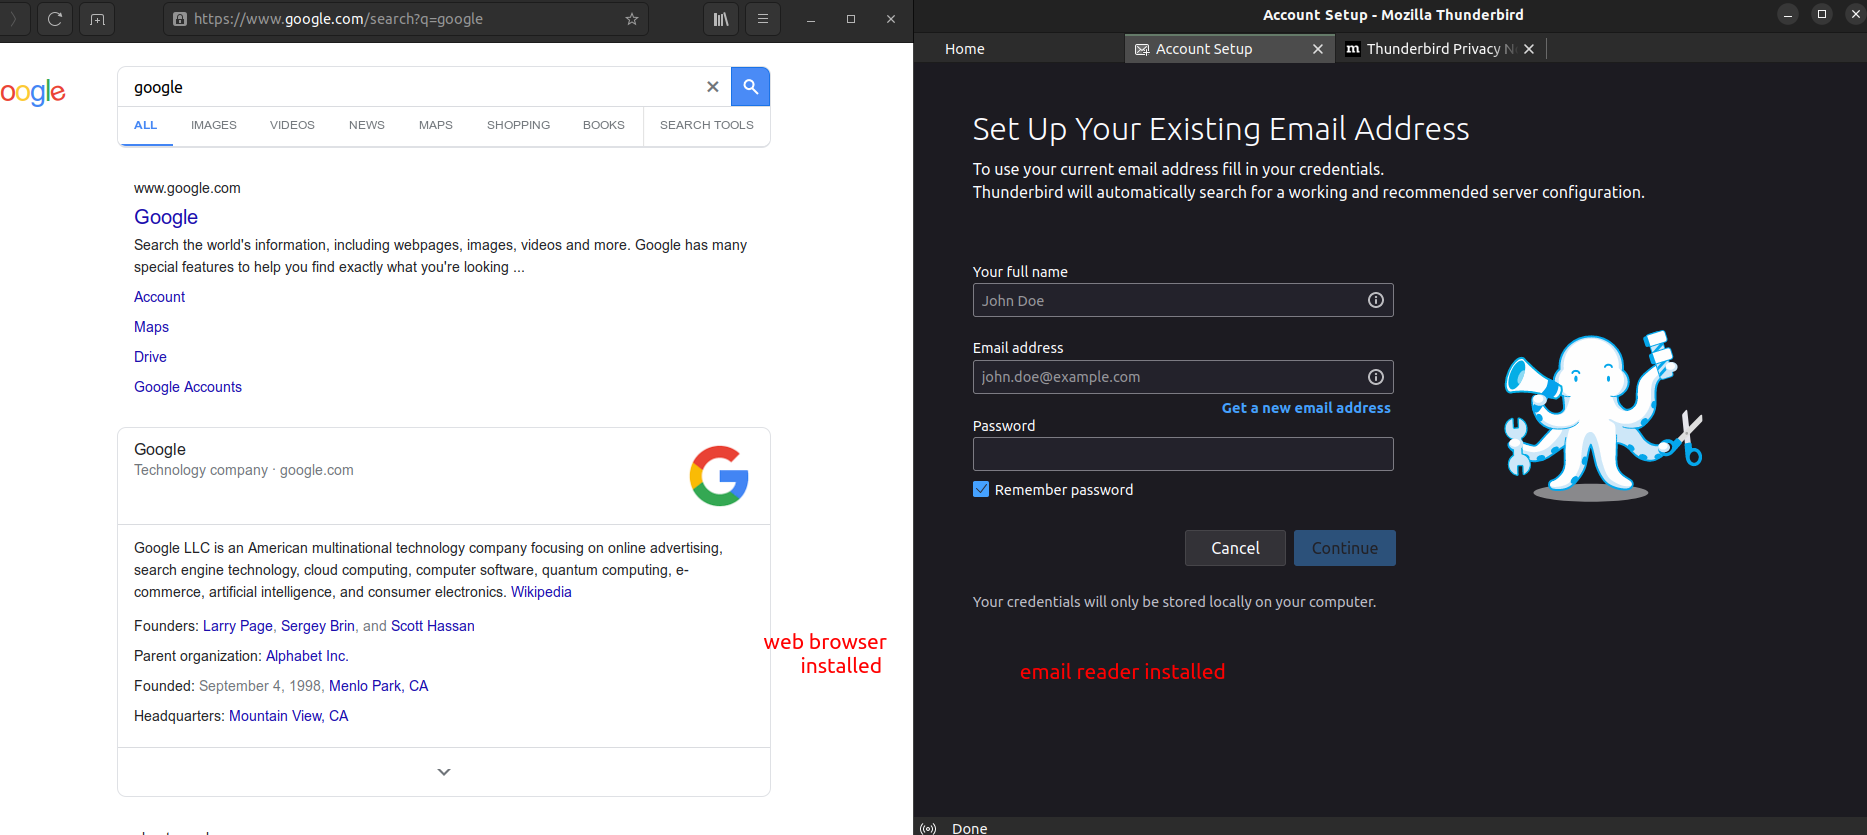 https://www.google.com/search?q=google
oogle
google
ALL IMAGES VIDEOS NEWS MAPS SHOPPING BOOKS SEARCH TOOLS
www.google.com
Google
Search the world's information, including webpages, images, videos and more. Google has many
special features to help you find exactly what you're looking ...
Account
Maps
Drive
Google Accounts
Google
Technology company · google.com
G
Google LLC is an American multinational technology company focusing on online advertising,
search engine technology, cloud computing, computer software, quantum computing, e-
commerce, artificial intelligence, and consumer electronics. Wikipedia
Founders: Larry Page, Sergey Brin, and Scott Hassan
Parent organization: Alphabet Inc.
Founded: September 4, 1998, Menlo Park, CA
Headquarters: Mountain View, CA
web browser
installed
Account Setup - Mozilla Thunderbird
Home
Account Setup
m Thunderbird Privacy N
Set Up Your Existing Email Address
To use your current email address fill in your credentials.
Thunderbird will automatically search for a working and recommended server configuration.
Your full name
John Doe
Email address
john.doe@example.com
Get a new email address
Password
Remember password
Cancel Continue
Your credentials will only be stored locally on your computer.
email reader installed
Done